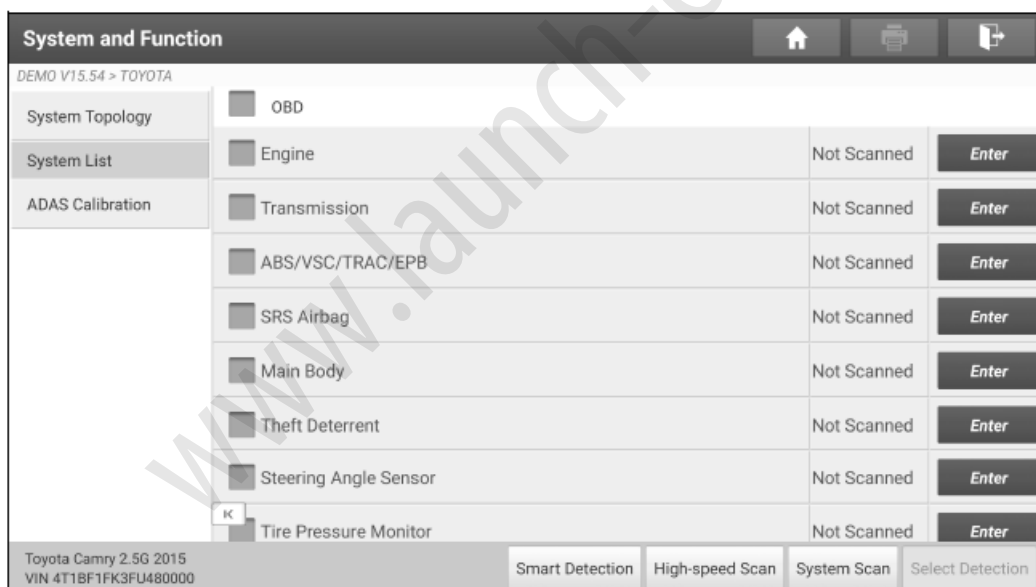 System and Function
DEMO V15.54 > TOYOTA
System Topology
System List
ADAS Calibration
OBD
Engine Not Scanned Enter
Transmission Not Scanned Enter
ABS/VSC/TRAC/EPB Not Scanned Enter
SRS Airbag Not Scanned Enter
Main Body Not Scanned Enter
Theft Deterrent Not Scanned Enter
Steering Angle Sensor Not Scanned Enter
Tire Pressure Monitor Not Scanned Enter
Toyota Camry 2.5G 2015
VIN 4T1BF1FK3FU480000
Smart Detection High-speed Scan System Scan Select Detection
www.launch-